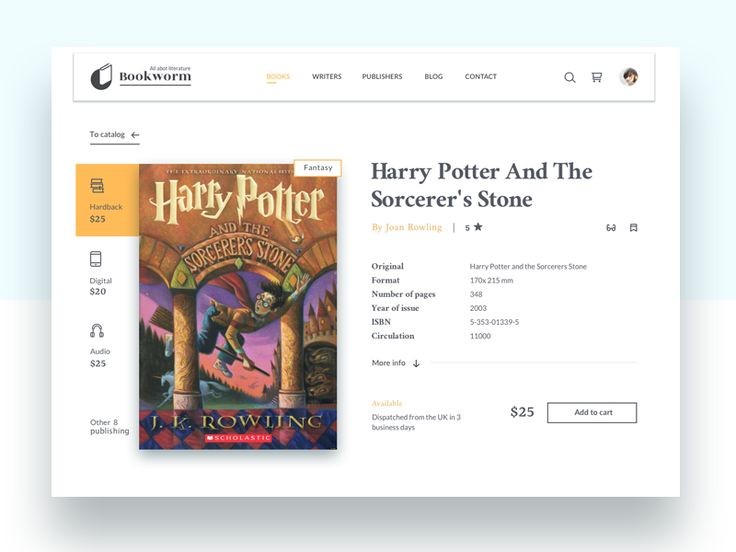 All abot literature
Bookworm
BOOKS
WRITERS
PUBLISHERS
BLOG
CONTACT
To catalog
Hardback
$25
Digital
$20
Audio
$25
Other 8
publishing
Fantasy
THE EXTRAORDINARY NATIONAL
Harry Potter
AND THE
SORCERER'S STONE
J. K. ROWLING
SCHOLASTIC
Harry Potter And The
Sorcerer's Stone
By Joan Rowling | 5
Original Harry Potter and the Sorcerers Stone
Format 170x 215 mm
Number of pages 348
Year of issue 2003
ISBN 5-353-01339-5
Circulation 11000
More info
Available
Dispatched from the UK in 3
business days
$25
Add to cart